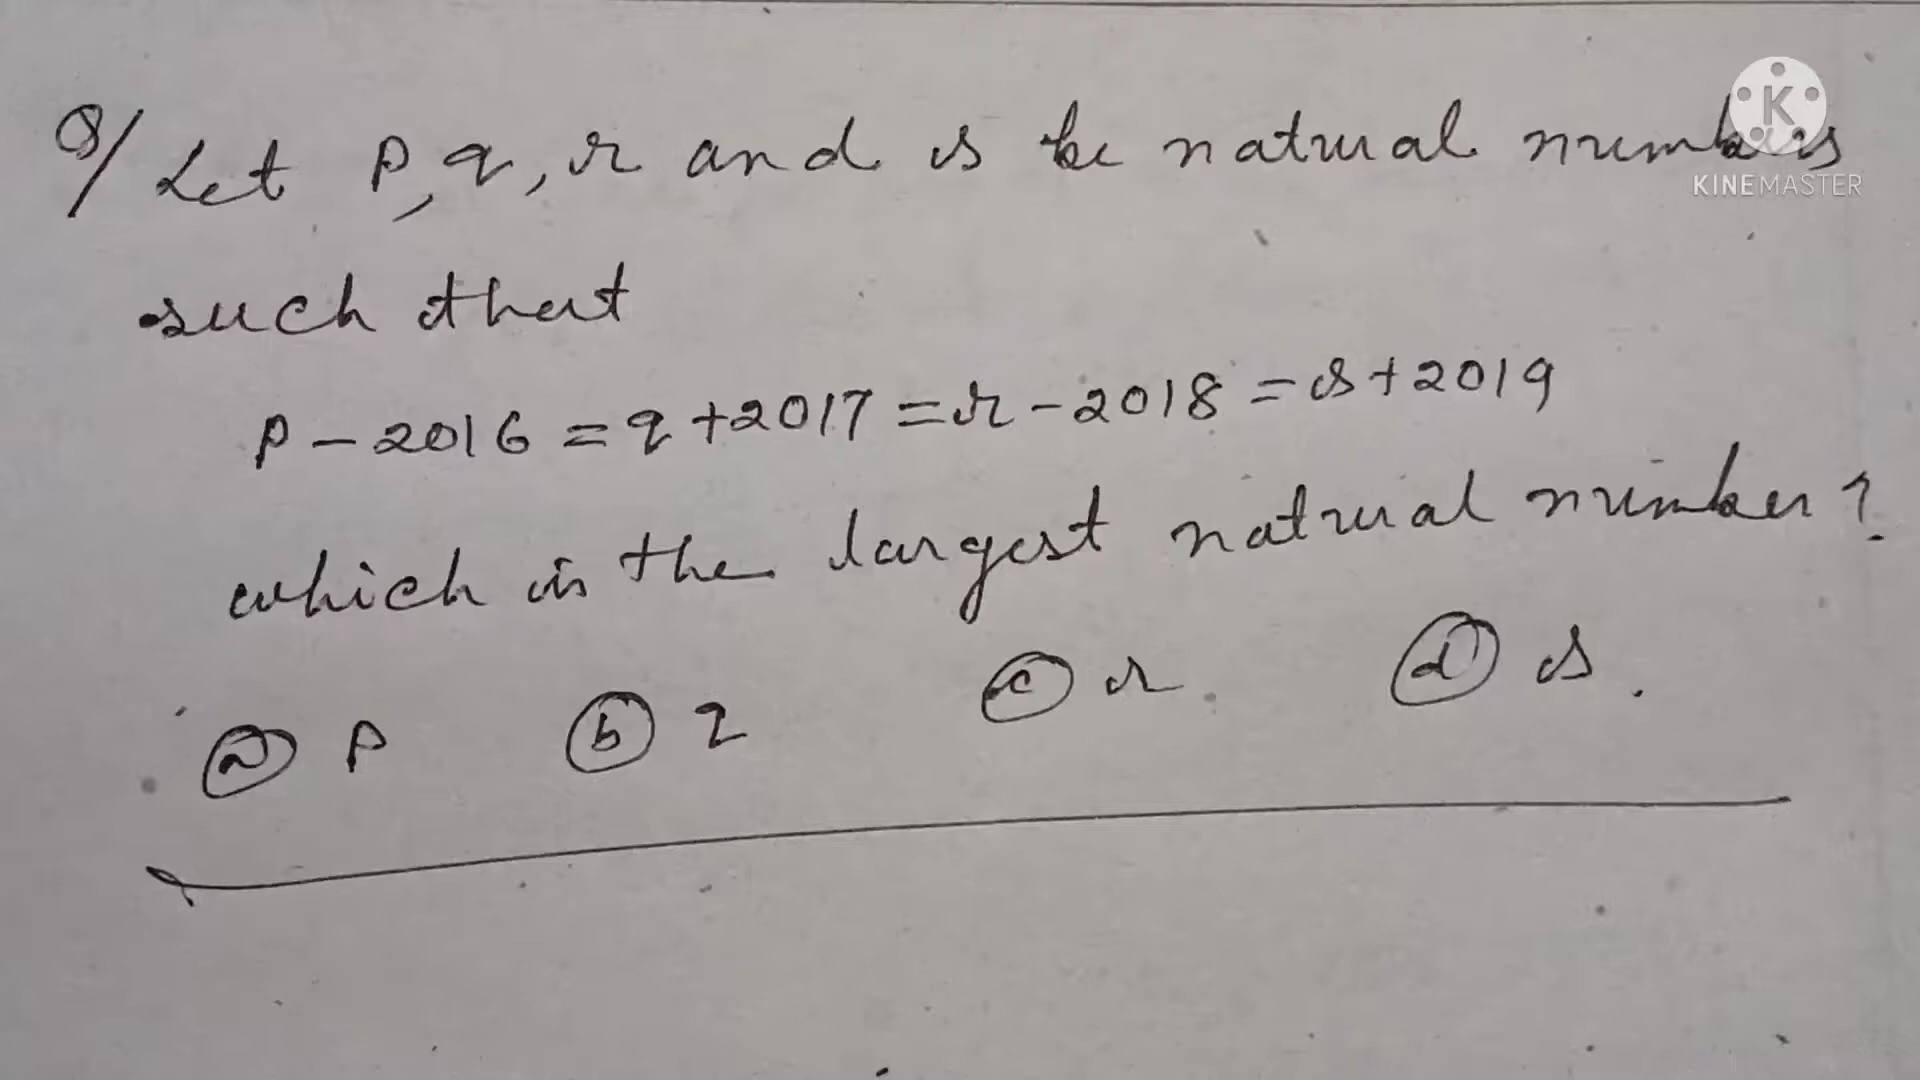 Q/ Let p, q, r and s be natural numbers
K
KINEMASTER
such that
p - 2016 = q + 2017 = r - 2018 = s + 2019
which is the largest natural number?
(a) p (b) q (c) r (d) s.